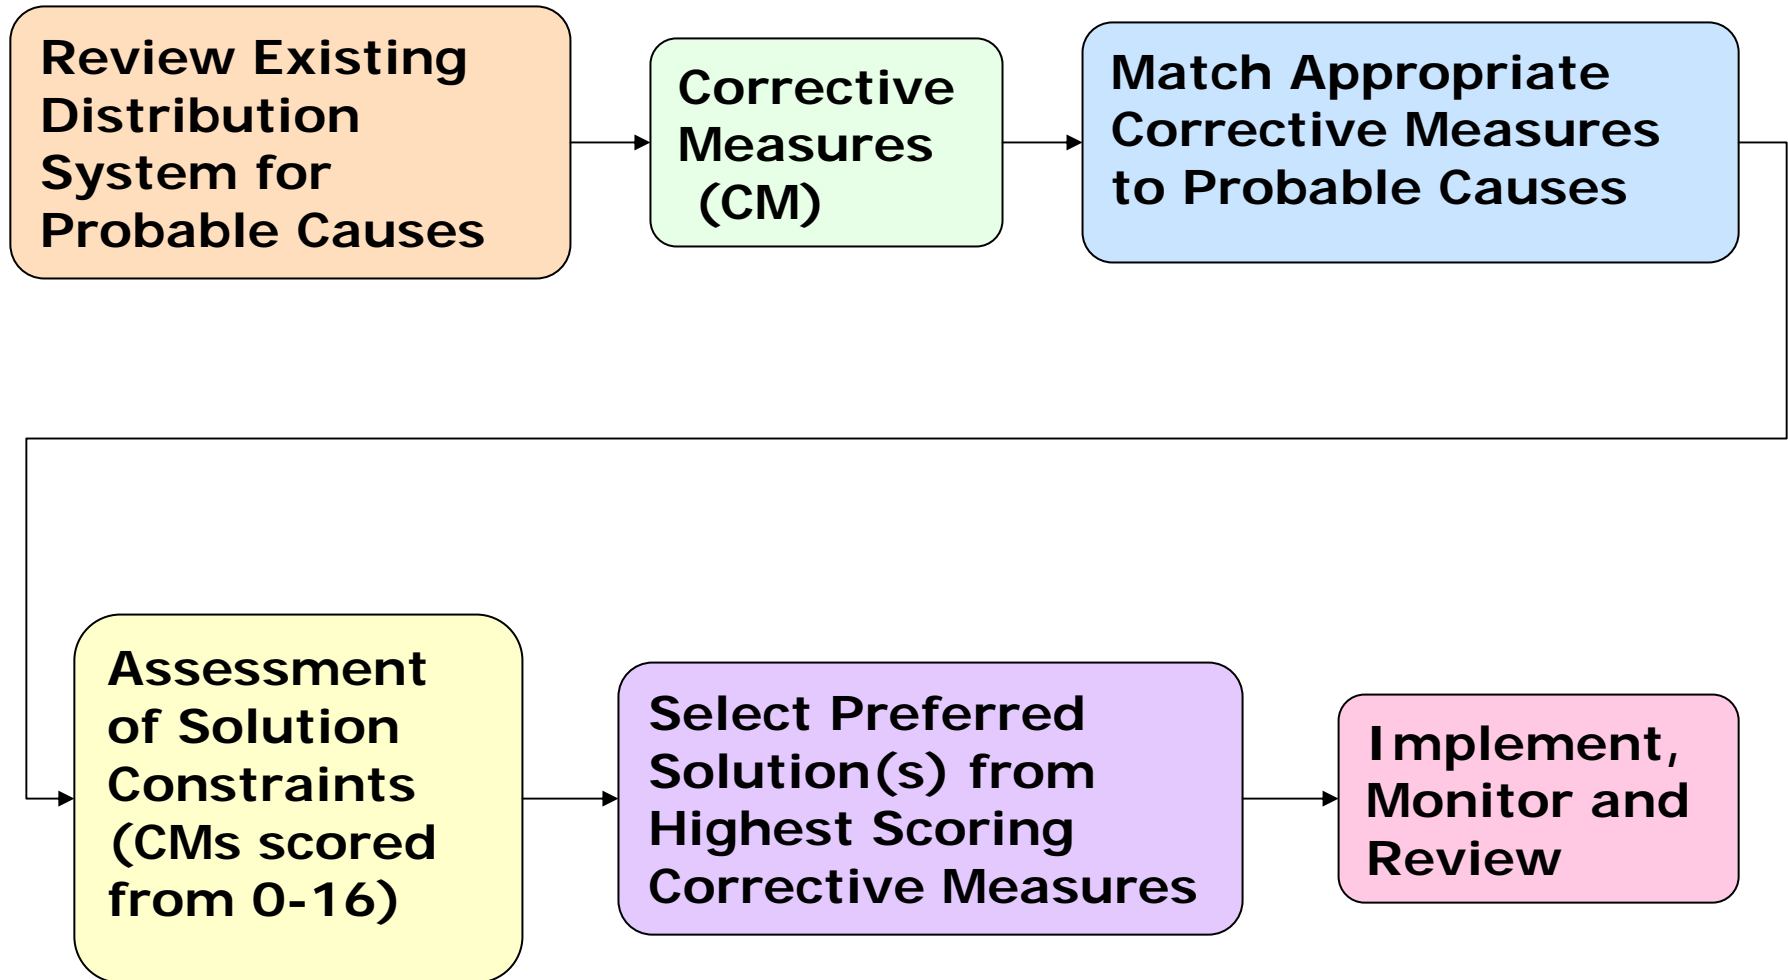 Review Existing
Distribution
System for
Probable Causes
Corrective
Measures
(CM)
Match Appropriate
Corrective Measures
to Probable Causes
Assessment
of Solution
Constraints
(CMs scored
from 0-16)
Select Preferred
Solution(s) from
Highest Scoring
Corrective Measures
Implement,
Monitor and
Review